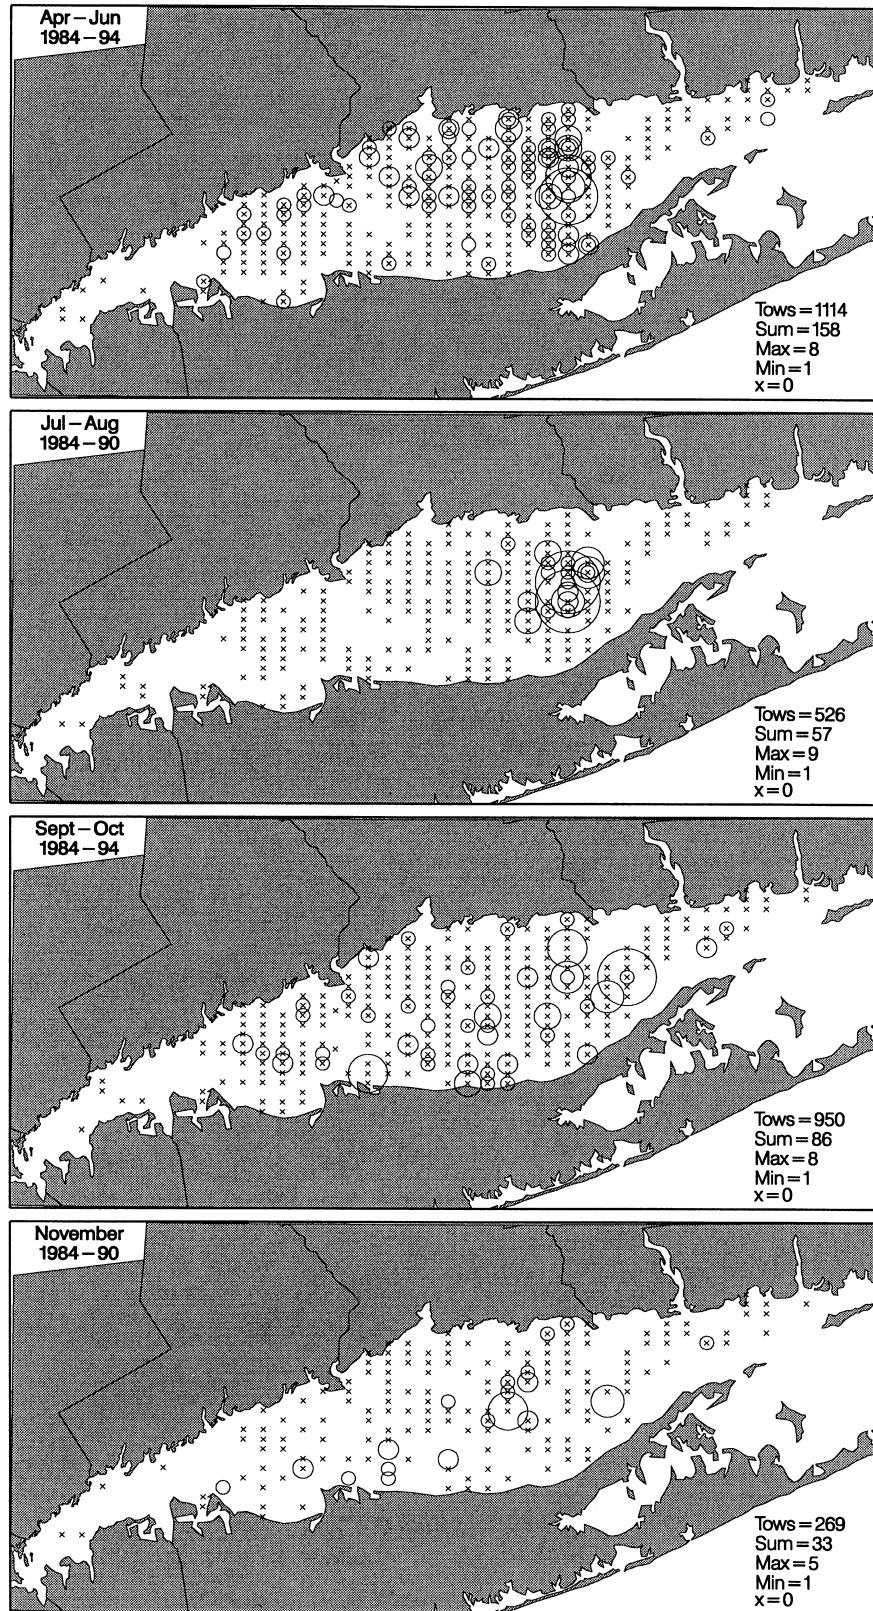 Apr–Jun
1984–94
Tows=1114
Sum=158
Max=8
Min=1
x=0
Jul–Aug
1984–90
Tows=526
Sum=57
Max=9
Min=1
x=0
Sept–Oct
1984–94
Tows=950
Sum=86
Max=8
Min=1
x=0
November
1984–90
Tows=269
Sum=33
Max=5
Min=1
x=0